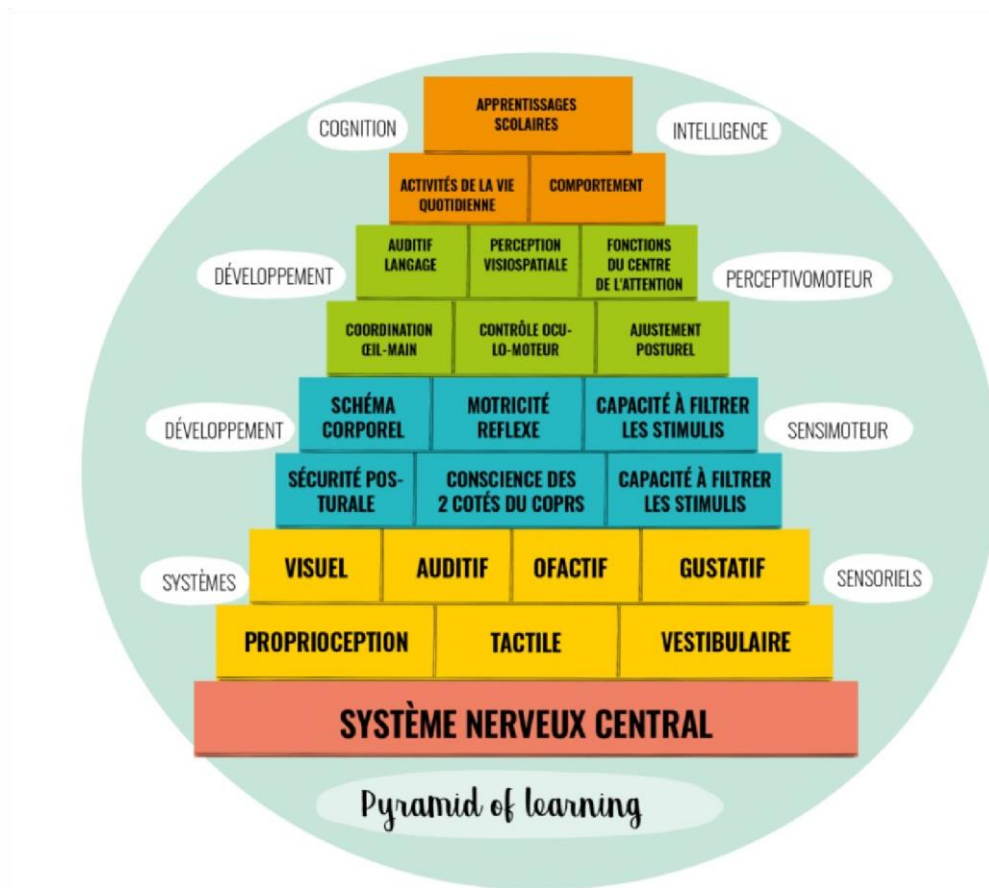 APPRENTISSAGES
SCOLAIRES
COGNITION
INTELLIGENCE
ACTIVITÉS DE LA VIE
QUOTIDIENNE
COMPORTEMENT
AUDITIF
LANGAGE
PERCEPTION
VISIOSPATIALE
FONCTIONS
DU CENTRE
DE L'ATTENTION
DÉVELOPPEMENT
PERCEPTIVOMOTEUR
COORDINATION
ŒIL-MAIN
CONTRÔLE OCU-
LO-MOTEUR
AJUSTEMENT
POSTUREL
SCHÉMA
CORPOREL
MOTRICITÉ
REFLEXE
CAPACITÉ À FILTRER
LES STIMULIS
DÉVELOPPEMENT
SENSIMOTEUR
SÉCURITÉ POS-
TURALE
CONSCIENCE DES
2 COTÉS DU COPRS
CAPACITÉ À FILTRER
LES STIMULIS
VISUEL
AUDITIF
OFACTIF
GUSTATIF
SYSTÈMES
SENSORIELS
PROPRIOCEPTION
TACTILE
VESTIBULAIRE
SYSTÈME NERVEUX CENTRAL
Pyramid of learning